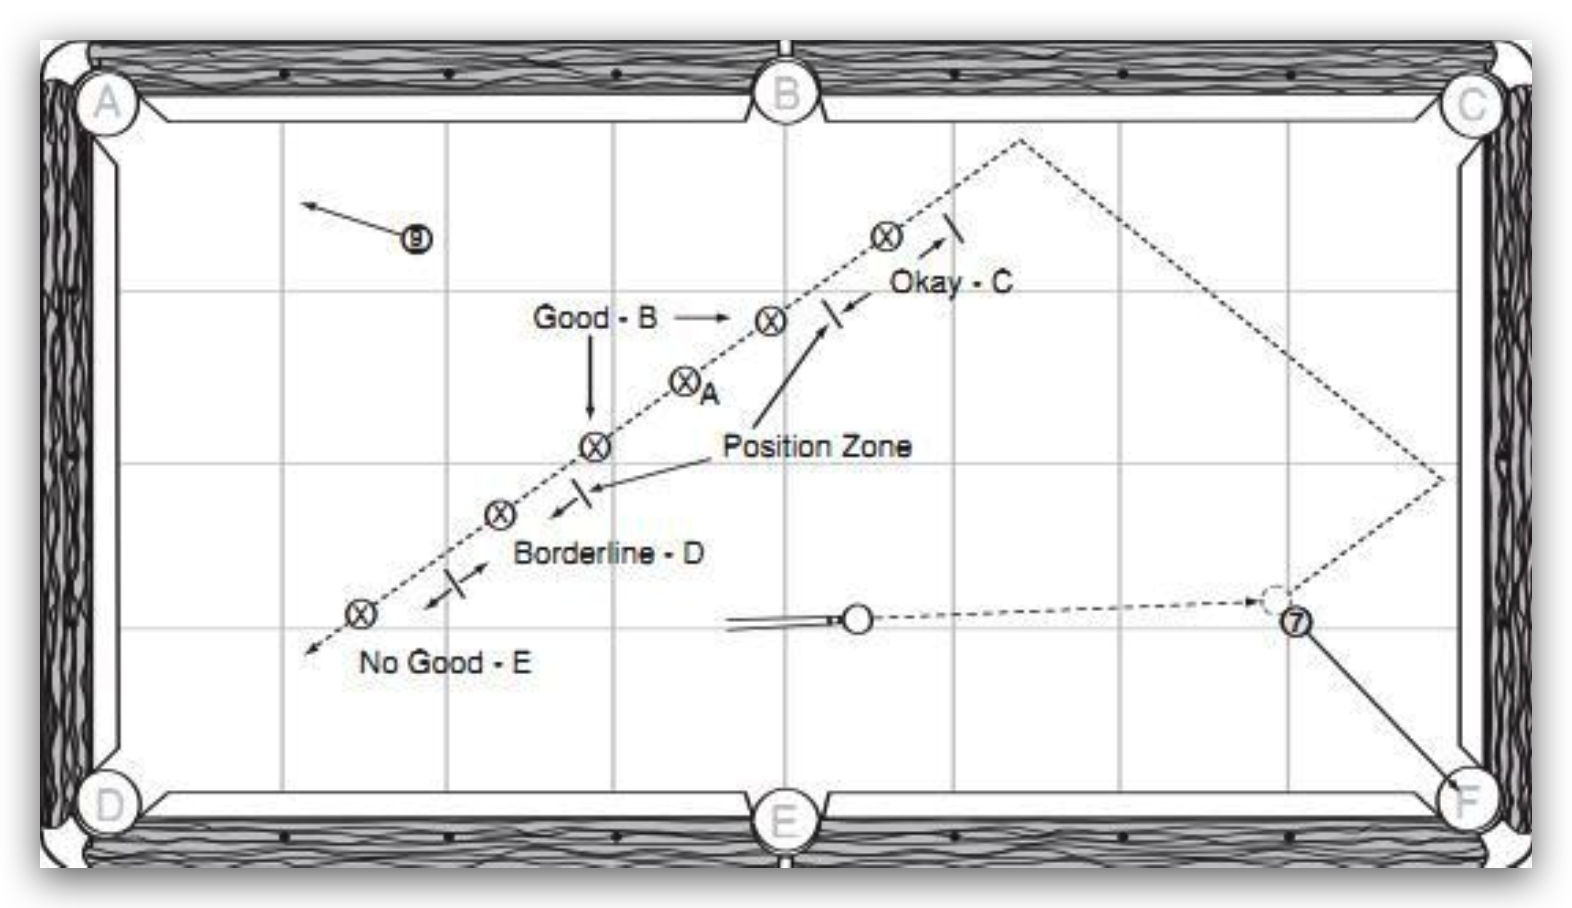 A
B
C
9
Okay - C
Good - B
A
Position Zone
Borderline - D
7
No Good - E
D
E
F